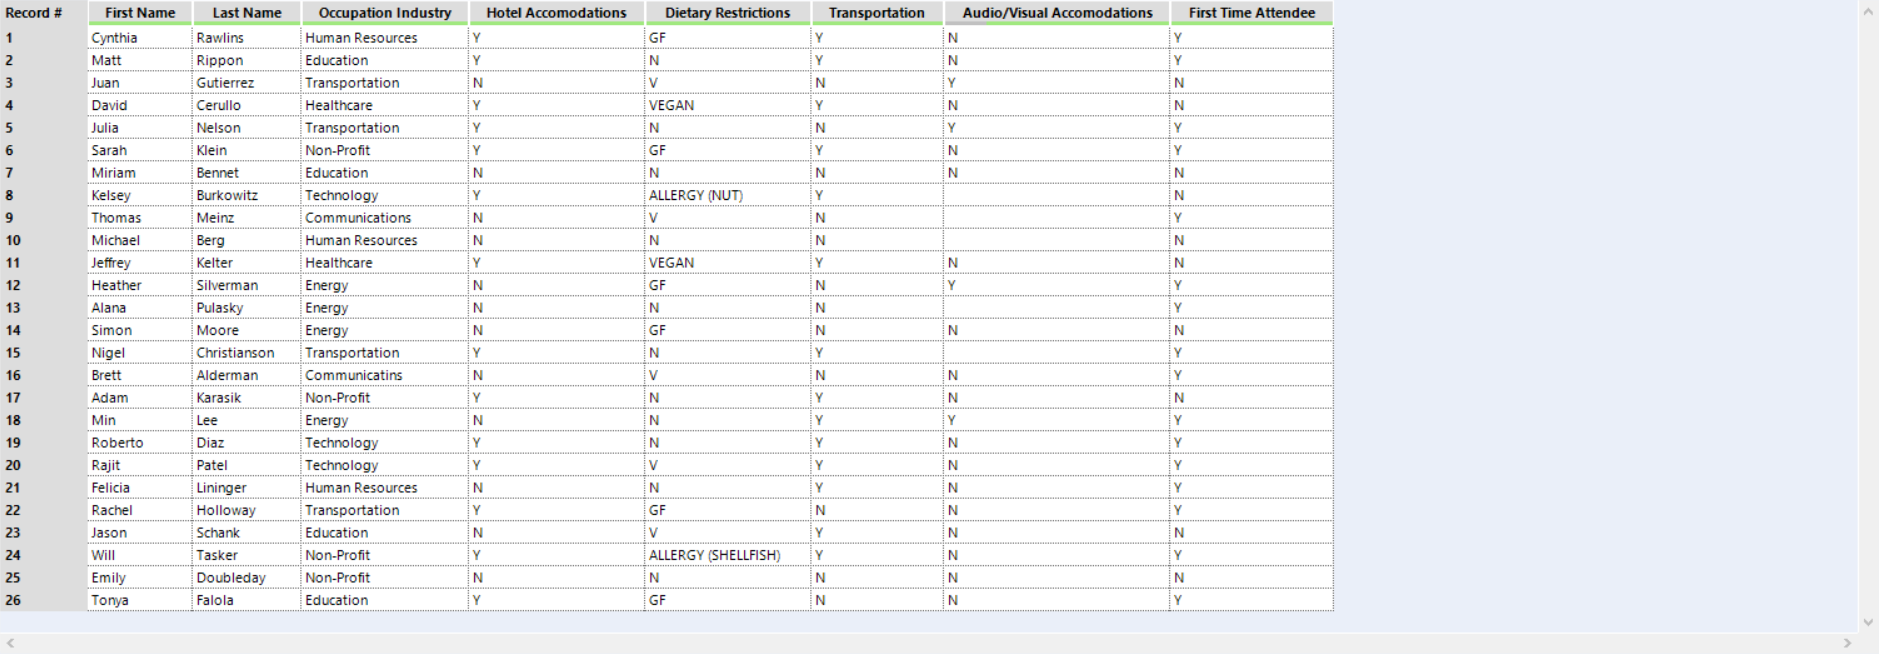 Record # First Name Last Name Occupation Industry Hotel Accomodations Dietary Restrictions Transportation Audio/Visual Accomodations First Time Attendee
1 Cynthia Rawlins Human Resources Y GF Y N Y
2 Matt Rippon Education Y N Y N Y
3 Juan Gutierrez Transportation N V N Y N
4 David Cerullo Healthcare Y VEGAN Y N N
5 Julia Nelson Transportation Y N N Y Y
6 Sarah Klein Non-Profit Y GF Y N Y
7 Miriam Bennet Education N N N N N
8 Kelsey Burkowitz Technology Y ALLERGY (NUT) Y N
9 Thomas Meinz Communications N V N Y
10 Michael Berg Human Resources N N N N
11 Jeffrey Kelter Healthcare Y VEGAN Y N N
12 Heather Silverman Energy N GF N Y Y
13 Alana Pulasky Energy N N N Y
14 Simon Moore Energy N GF N N N
15 Nigel Christianson Transportation Y N Y Y
16 Brett Alderman Communicatins N V N N Y
17 Adam Karasik Non-Profit Y N Y N N
18 Min Lee Energy N N Y Y Y
19 Roberto Diaz Technology Y N Y N Y
20 Rajit Patel Technology Y V Y N Y
21 Felicia Lininger Human Resources N N Y N Y
22 Rachel Holloway Transportation Y GF N N Y
23 Jason Schank Education N V Y N N
24 Will Tasker Non-Profit Y ALLERGY (SHELLFISH) Y N Y
25 Emily Doubleday Non-Profit N N N N N
26 Tonya Falola Education Y GF N N Y